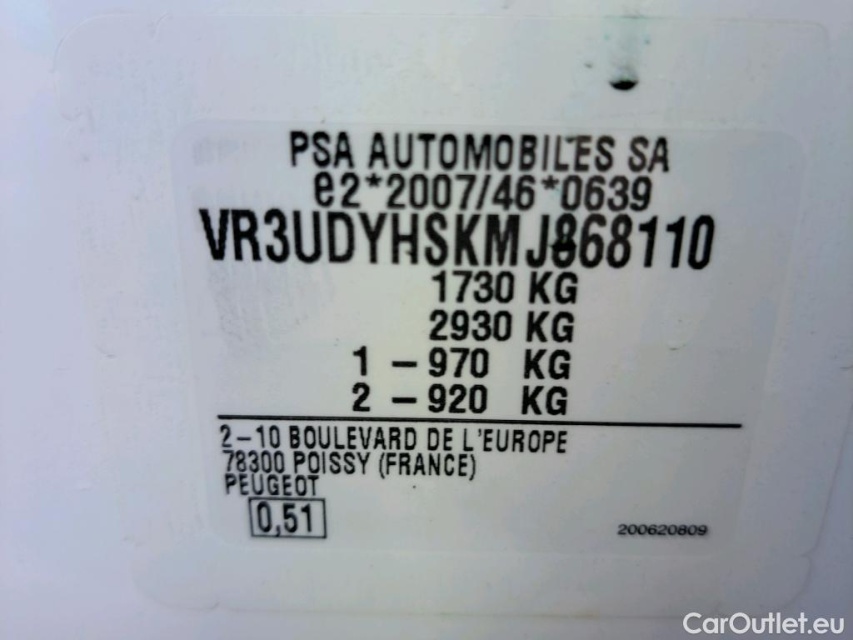 PSA AUTOMOBILES SA
e2*2007/46*0639
VR3UDYHSKMJ868110
1730 KG
2930 KG
1 - 970 KG
2 - 920 KG
2-10 BOULEVARD DE L'EUROPE
78300 POISSY (FRANCE)
PEUGEOT
0,51
200620809
CarOutlet.eu